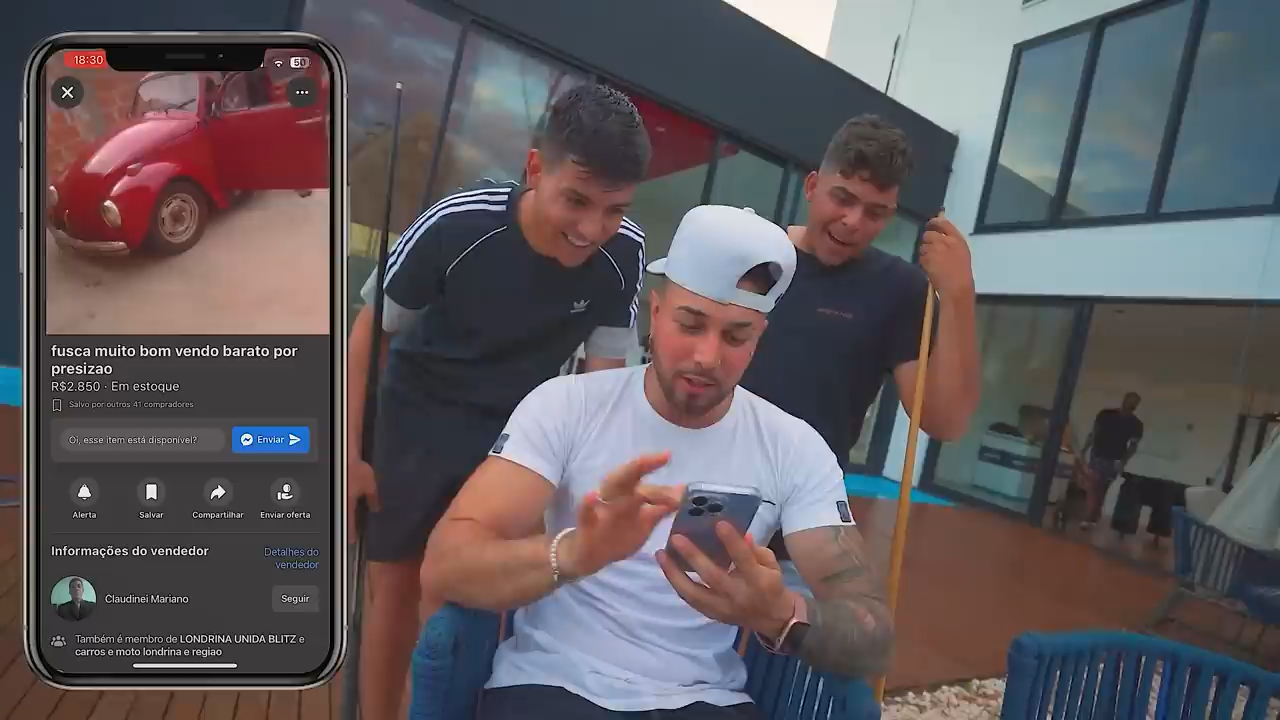 18:30
50
fusca muito bom vendo barato por
presizao
R$2.850 · Em estoque
Salvo por outros 41 compradores
Oi, esse item está disponível?
Enviar
Alerta
Salvar
Compartilhar
Enviar oferta
Informações do vendedor
Detalhes do
vendedor
Claudinei Mariano
Seguir
Também é membro de LONDRINA UNIDA BLITZ e
carros e moto londrina e regiao